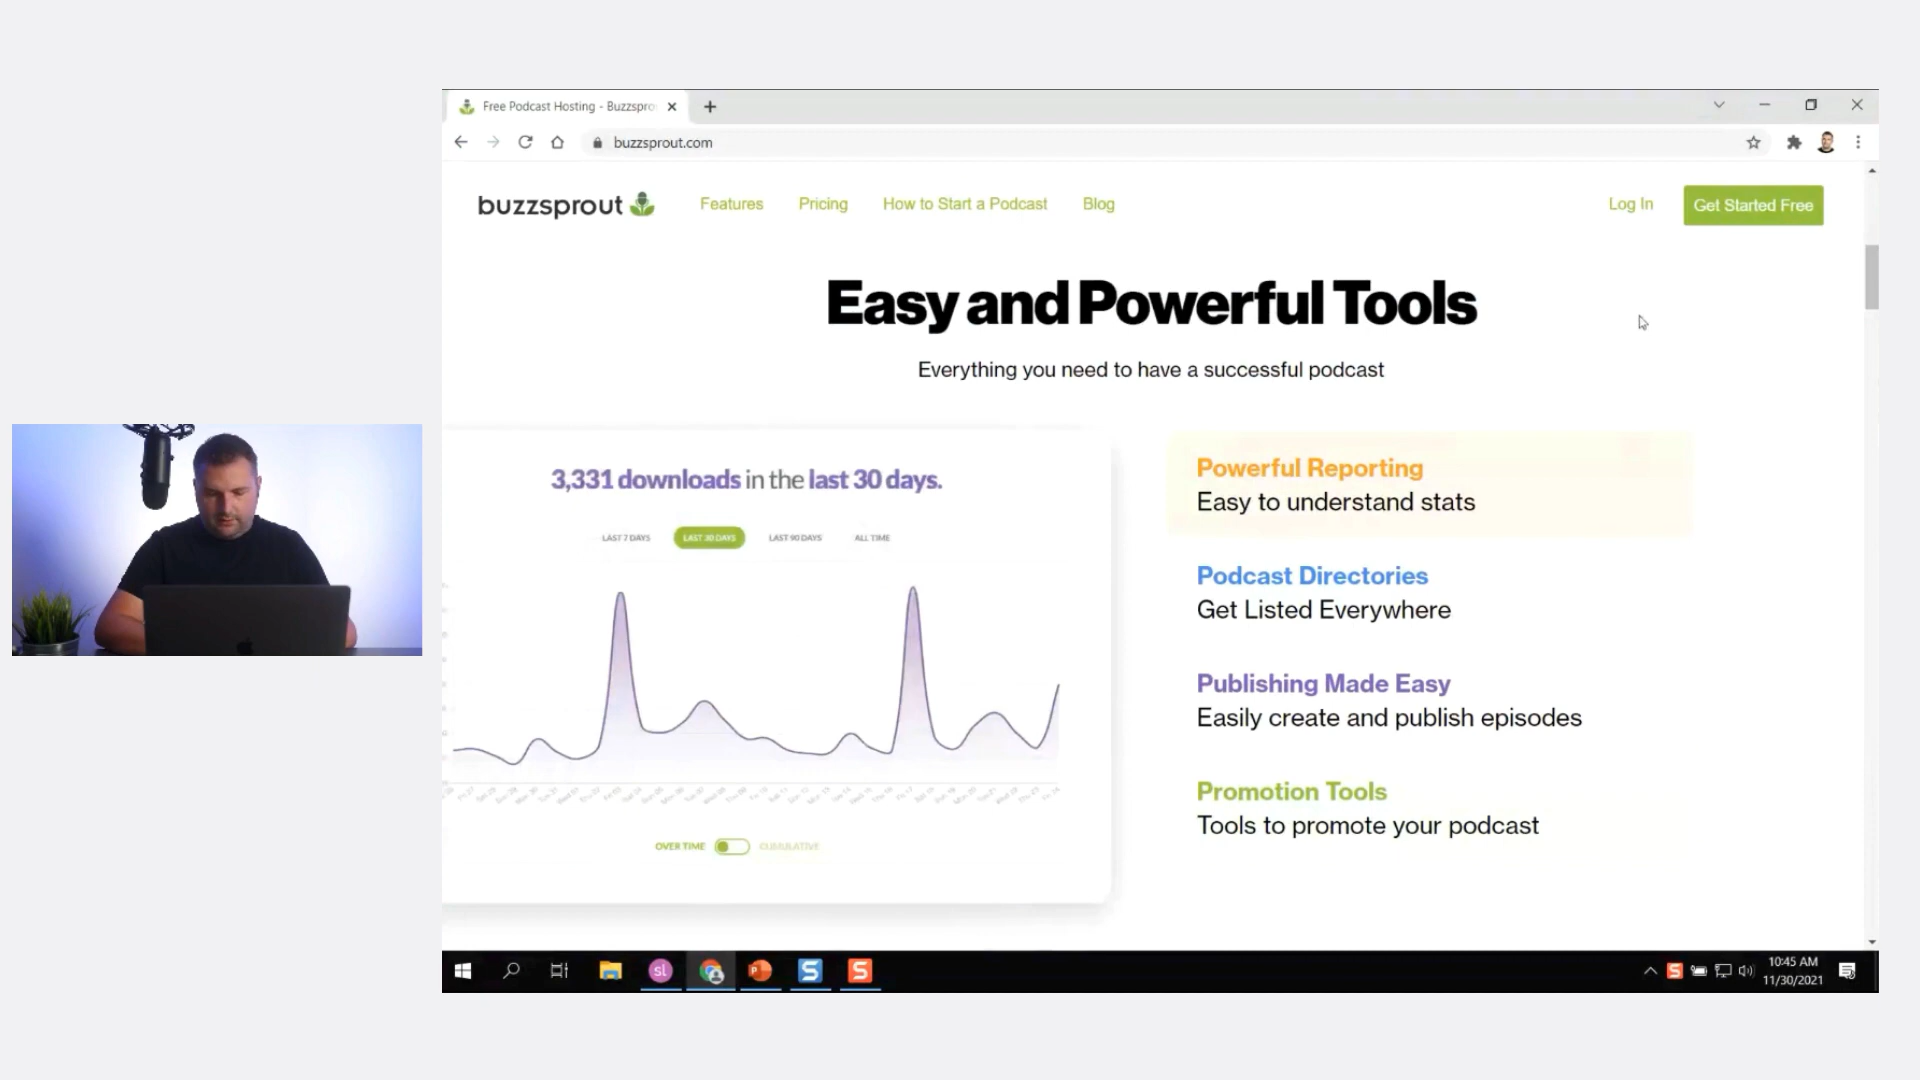 Free Podcast Hosting - Buzzspro
buzzsprout.com
buzzsprout
Features
Pricing
How to Start a Podcast
Blog
Log In
Get Started Free
Easy and Powerful Tools
Everything you need to have a successful podcast
3,331 downloads in the last 30 days.
LAST 7 DAYS
LAST 30 DAYS
LAST 90 DAYS
ALL TIME
OVER TIME
CUMULATIVE
Powerful Reporting
Easy to understand stats
Podcast Directories
Get Listed Everywhere
Publishing Made Easy
Easily create and publish episodes
Promotion Tools
Tools to promote your podcast
sl
10:45 AM
11/30/2021